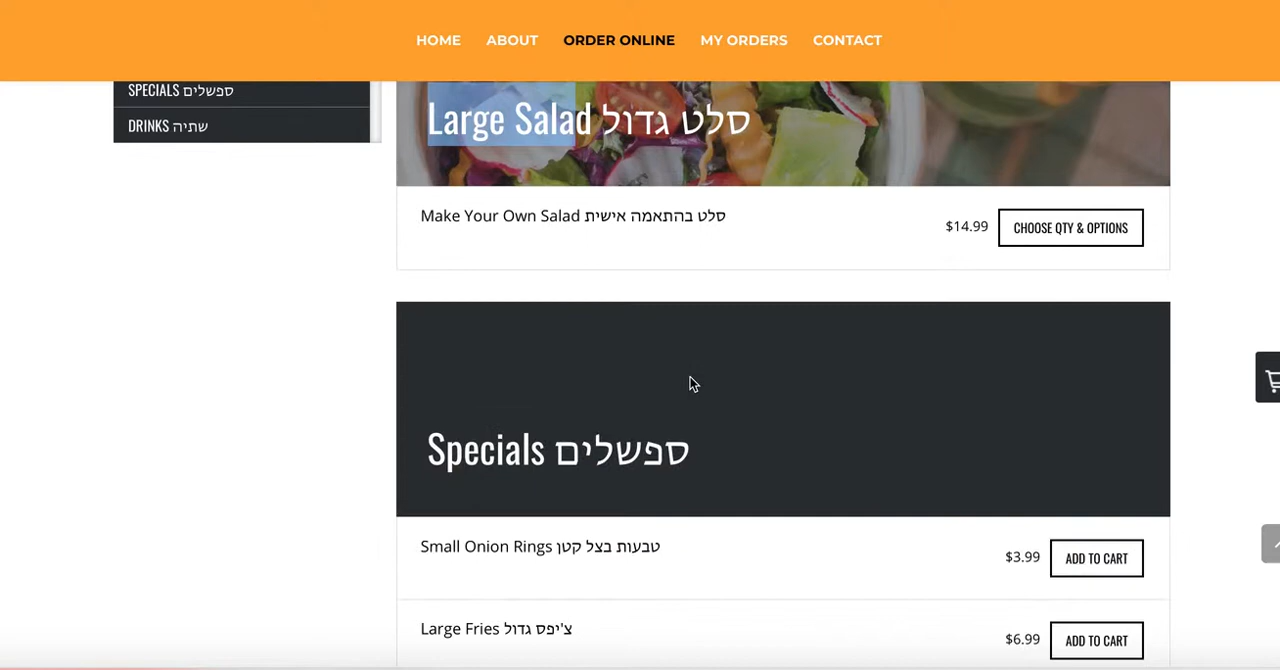 HOME ABOUT ORDER ONLINE MY ORDERS CONTACT
SPECIALS ספשלים
DRINKS שתיה
Large Salad סלט גדול
Make Your Own Salad סלט בהתאמה אישית
$14.99 CHOOSE QTY & OPTIONS
Specials ספשלים
Small Onion Rings טבעות בצל קטן
$3.99 ADD TO CART
Large Fries צ'יפס גדול
$6.99 ADD TO CART